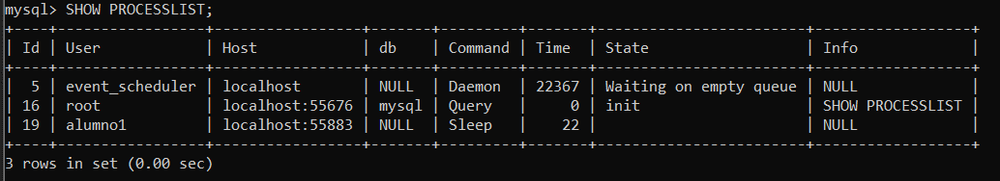 mysql> SHOW PROCESSLIST;
+----+-----------------+-----------------+-------+---------+-------+------------------------+------------------+
| Id | User            | Host            | db    | Command | Time  | State                  | Info             |
+----+-----------------+-----------------+-------+---------+-------+------------------------+------------------+
|  5 | event_scheduler | localhost       | NULL  | Daemon  | 22367 | Waiting on empty queue | NULL             |
| 16 | root            | localhost:55676 | mysql | Query   |     0 | init                   | SHOW PROCESSLIST |
| 19 | alumno1         | localhost:55883 | NULL  | Sleep   |    22 |                        | NULL             |
+----+-----------------+-----------------+-------+---------+-------+------------------------+------------------+
3 rows in set (0.00 sec)